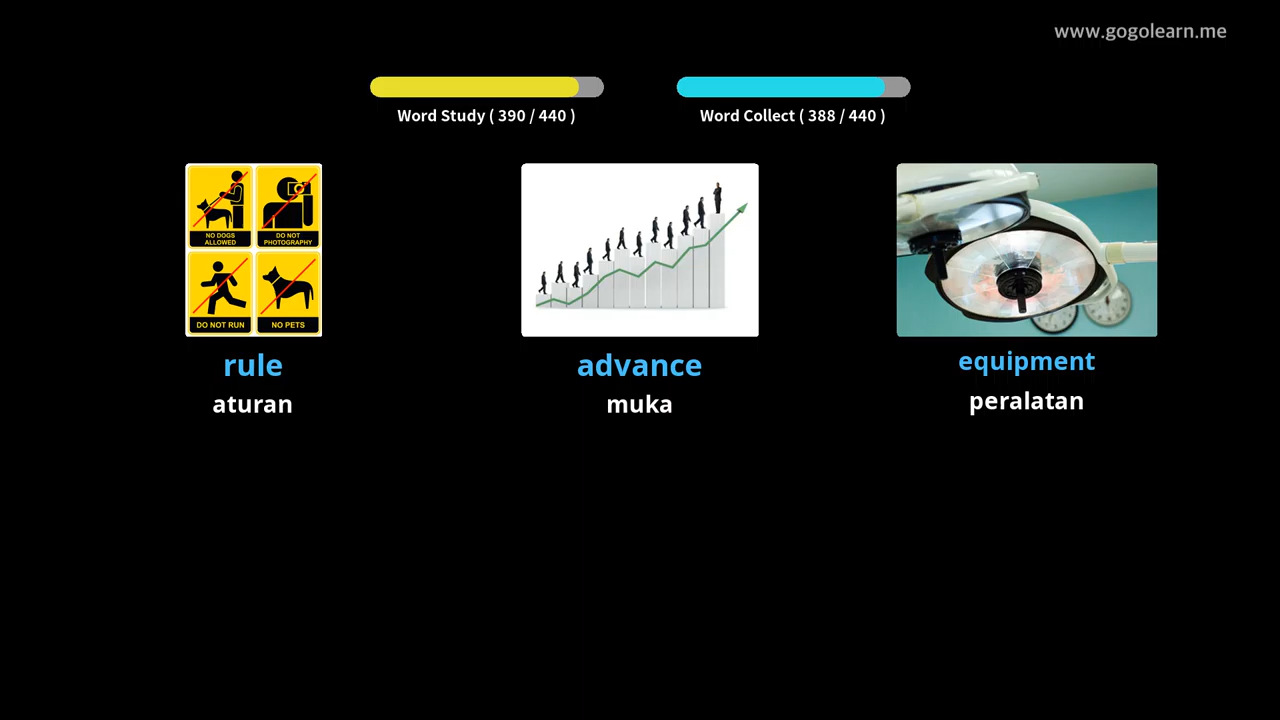 www.gogolearn.me
Word Study ( 390 / 440 )
Word Collect ( 388 / 440 )
NO DOGS
ALLOWED
DO NOT
PHOTOGRAPHY
DO NOT RUN
NO PETS
rule
advance
equipment
aturan
muka
peralatan